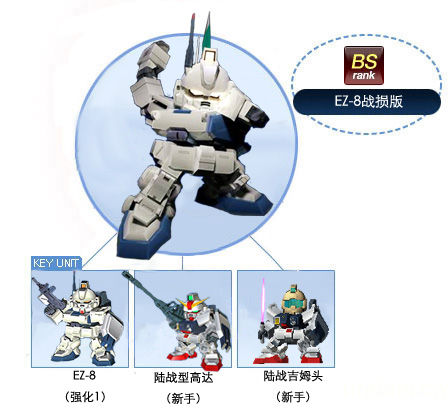 BS
rank
EZ-8战损版
KEY UNIT
EZ-8
(强化1)
陆战型高达
(新手)
陆战吉姆头
(新手)